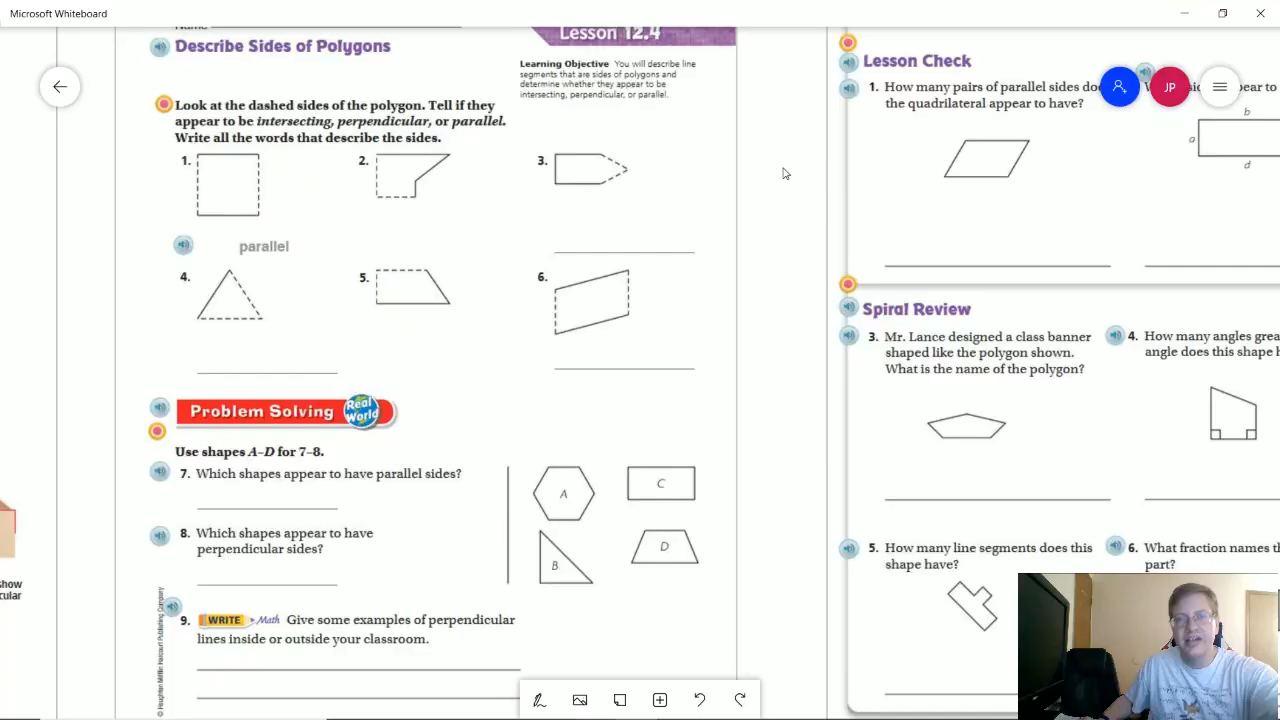 Microsoft Whiteboard
Name
Lesson 12.4
Describe Sides of Polygons
Learning Objective You will describe line
segments that are sides of polygons and
determine whether they appear to be
intersecting, perpendicular, or parallel.
Look at the dashed sides of the polygon. Tell if they
appear to be intersecting, perpendicular, or parallel.
Write all the words that describe the sides.
1.
2.
3.
parallel
4.
5.
6.
Problem Solving Real World
Use shapes A–D for 7–8.
7. Which shapes appear to have parallel sides?
8. Which shapes appear to have
perpendicular sides?
A
C
B
D
9. WRITE Math Give some examples of perpendicular
lines inside or outside your classroom.
© Houghton Mifflin Harcourt Publishing Company
show
cular
Lesson Check
1. How many pairs of parallel sides do
the quadrilateral appear to have?
to
b
a
d
JP
Spiral Review
3. Mr. Lance designed a class banner
shaped like the polygon shown.
What is the name of the polygon?
4. How many angles
angle does this shape
5. How many line segments does this
shape have?
6. What fraction names
part?